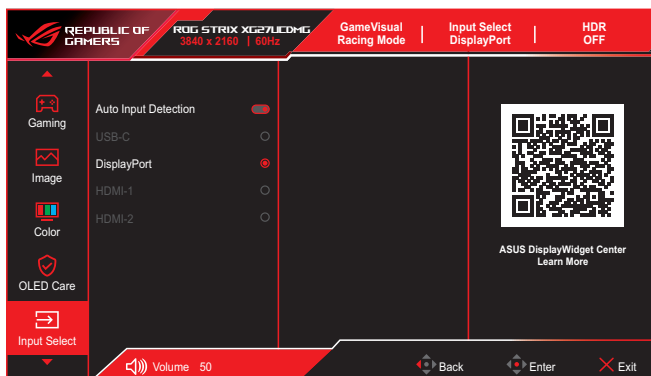 REPUBLIC OF
GAMERS
ROG STRIX XG27UCDMG
3840 x 2160 | 60Hz
GameVisual
Racing Mode
Input Select
DisplayPort
HDR
OFF
Gaming
Image
Color
OLED Care
Input Select
Auto Input Detection
USB-C
DisplayPort
HDMI-1
HDMI-2
ASUS DisplayWidget Center
Learn More
Volume 50
Back
Enter
Exit